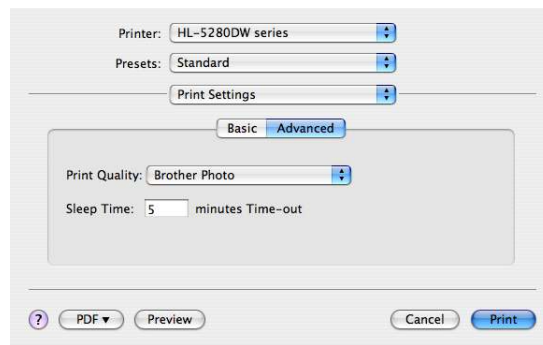 Printer: HL-5280DW series
Presets: Standard
Print Settings
Basic Advanced
Print Quality: Brother Photo
Sleep Time: 5 minutes Time-out
? PDF▼ Preview Cancel Print